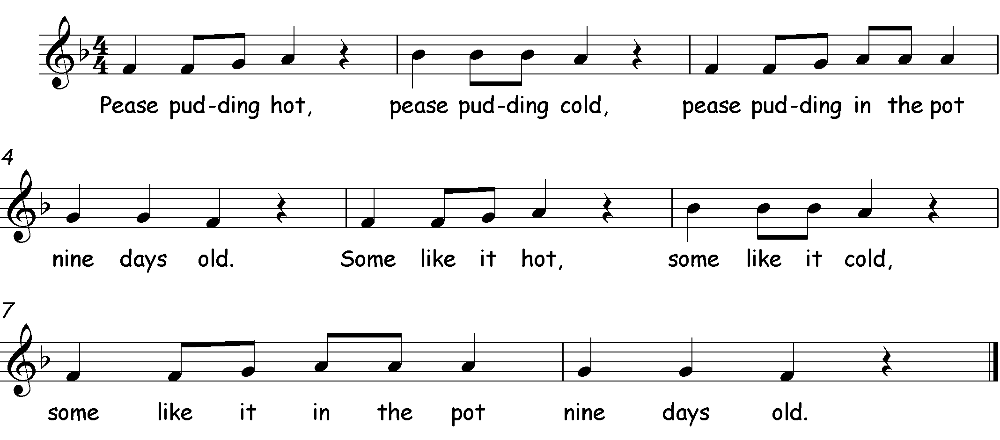 4
4
Pease pud-ding hot, pease pud-ding cold, pease pud-ding in the pot
4
nine days old. Some like it hot, some like it cold,
7
some like it in the pot nine days old.